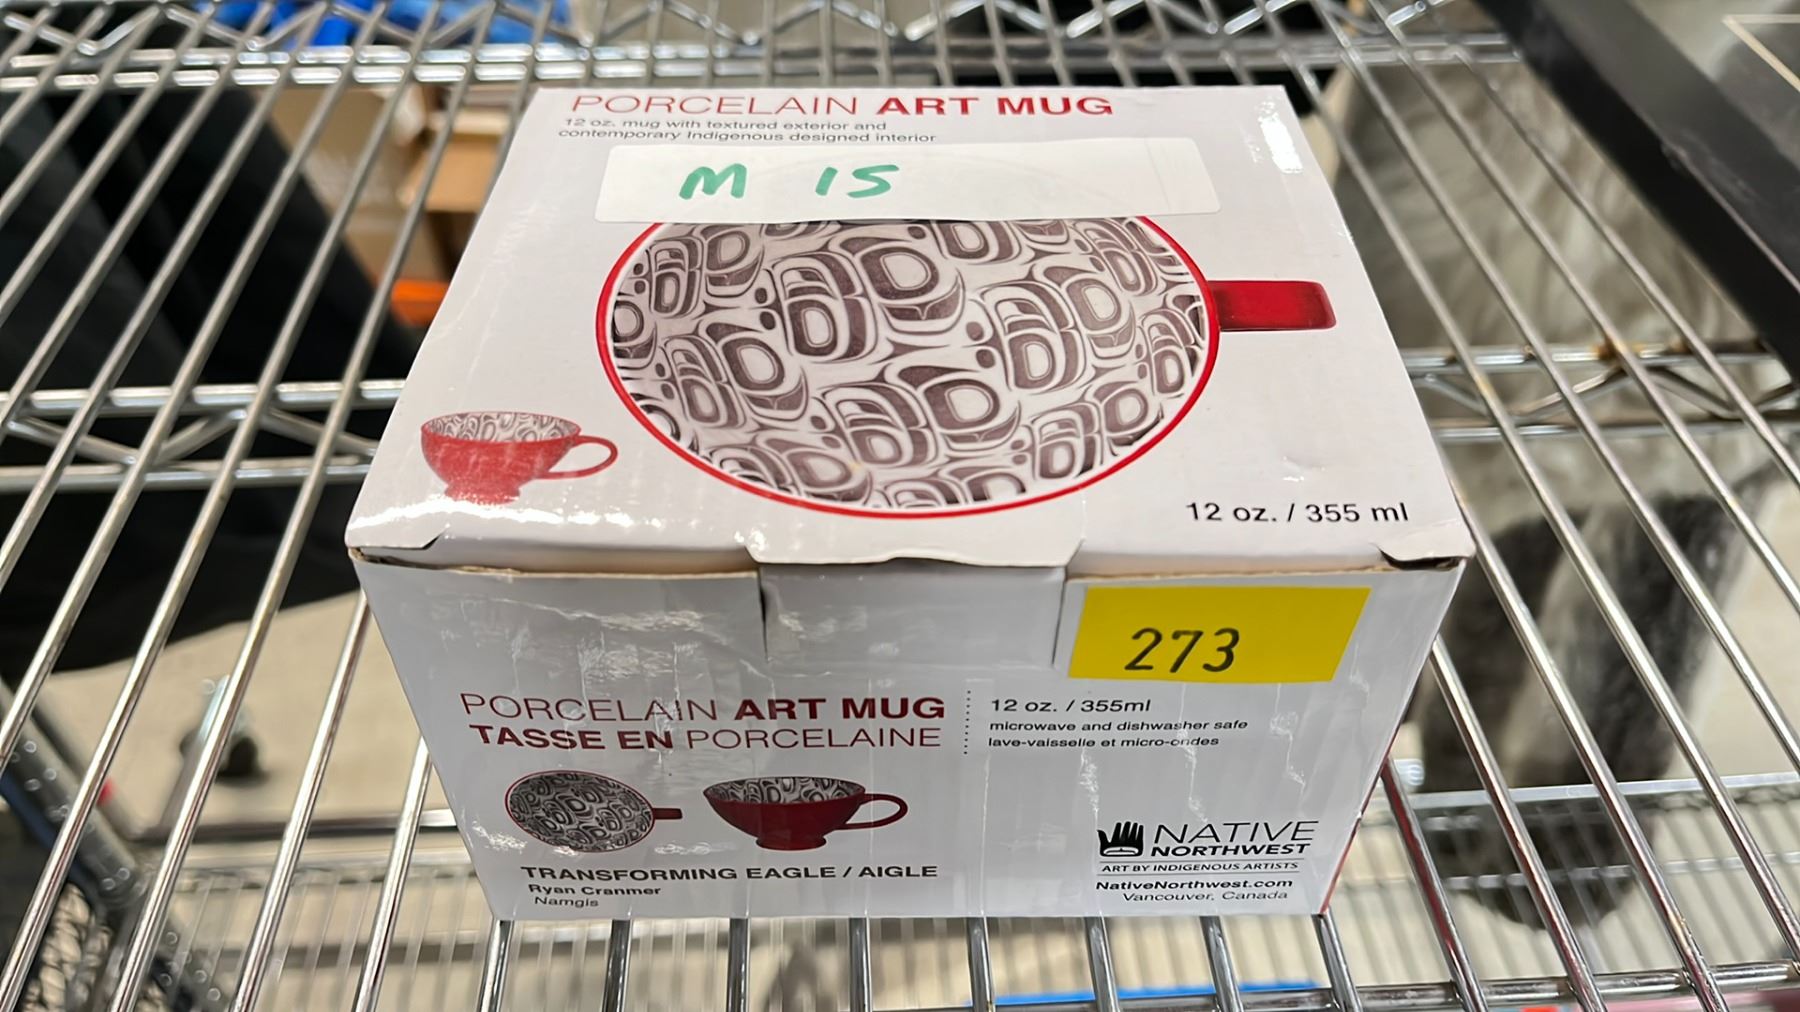 PORCELAIN ART MUG
12 oz. mug with textured exterior and
contemporary Indigenous designed interior
M 15
12 oz. / 355 ml
273
PORCELAIN ART MUG
TASSE EN PORCELAINE
12 oz. / 355ml
microwave and dishwasher safe
lave-vaisselle et micro-ondes
TRANSFORMING EAGLE / AIGLE
Ryan Cranmer
Namgis
NATIVE
NORTHWEST
ART BY INDIGENOUS ARTISTS
NativeNorthwest.com
Vancouver, Canada